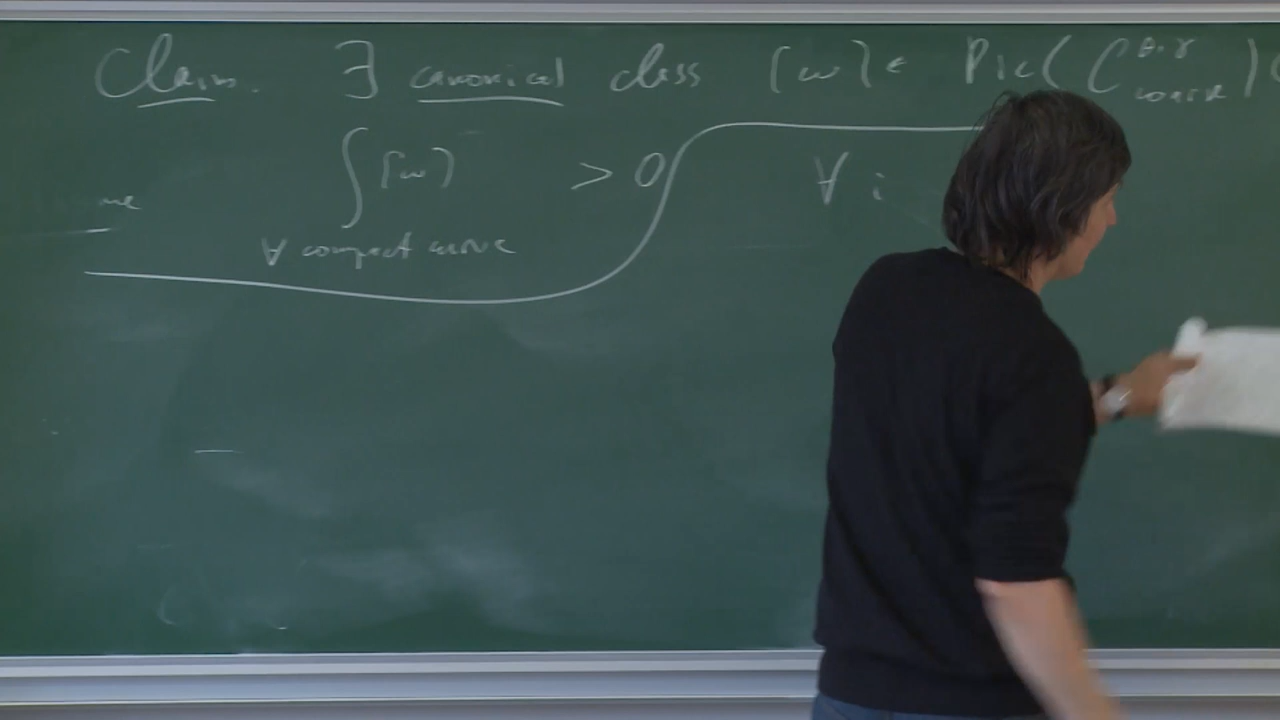 Claim. ∃ canonical class [ω] ∈ Pic( C^{θ,γ}_{coarse} )
∫ [ω] > 0 ∀ i
∀ compact curve